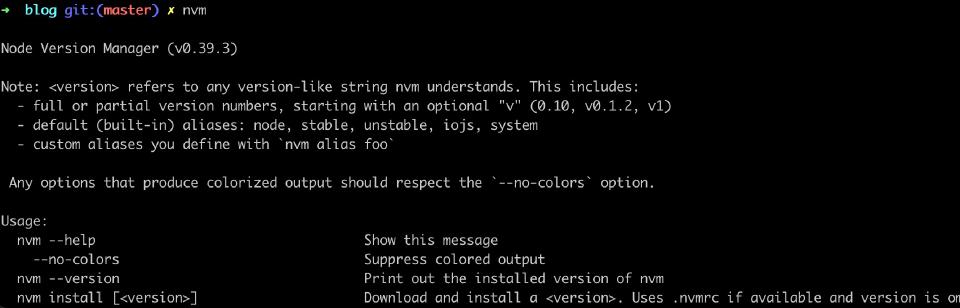 ➜ blog git:(master) ✗ nvm
Node Version Manager (v0.39.3)
Note: <version> refers to any version-like string nvm understands. This includes:
- full or partial version numbers, starting with an optional "v" (0.10, v0.1.2, v1)
- default (built-in) aliases: node, stable, unstable, iojs, system
- custom aliases you define with `nvm alias foo`
Any options that produce colorized output should respect the `--no-colors` option.
Usage:
nvm --help Show this message
--no-colors Suppress colored output
nvm --version Print out the installed version of nvm
nvm install [<version>] Download and install a <version>. Uses .nvmrc if available and version is